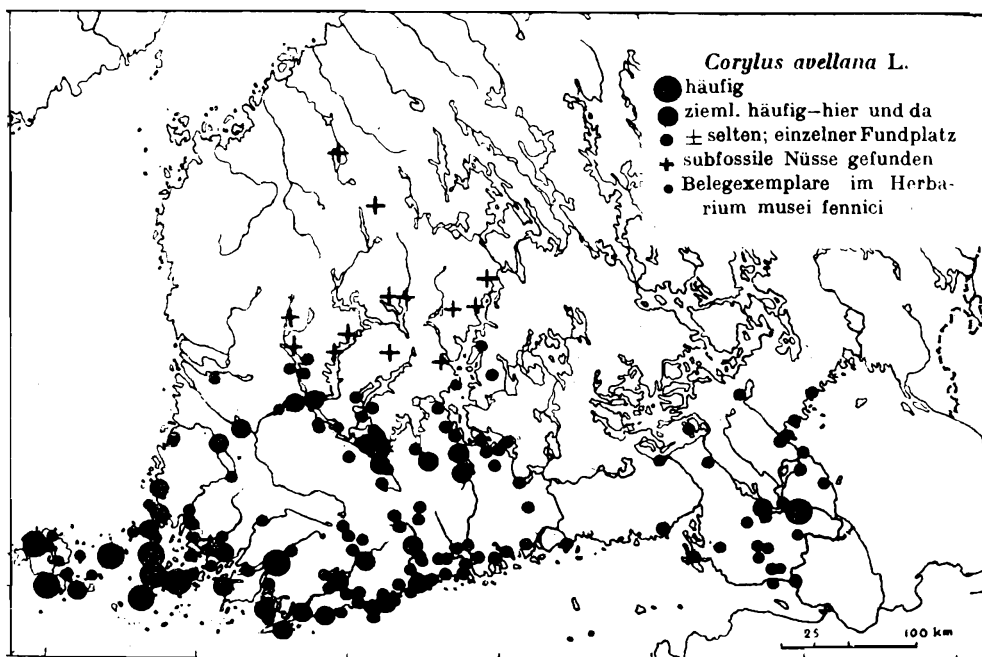 Corylus avellana L.
häufig
zieml. häufig—hier und da
± selten; einzelner Fundplatz
subfossile Nüsse gefunden
Belegexemplare im Herba-
rium musei fennici
25 100 km